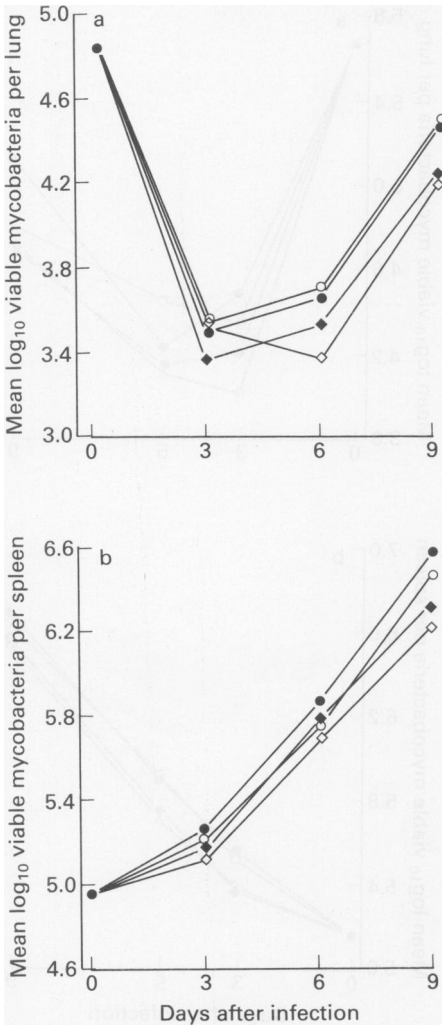 Mean log₁₀ viable mycobacteria per lung
a
5.0
4.6
4.2
3.8
3.4
3.0
0 3 6 9
Mean log₁₀ viable mycobacteria per spleen
b
6.6
6.2
5.8
5.4
5.0
4.6
0 3 6 9
Days after infection